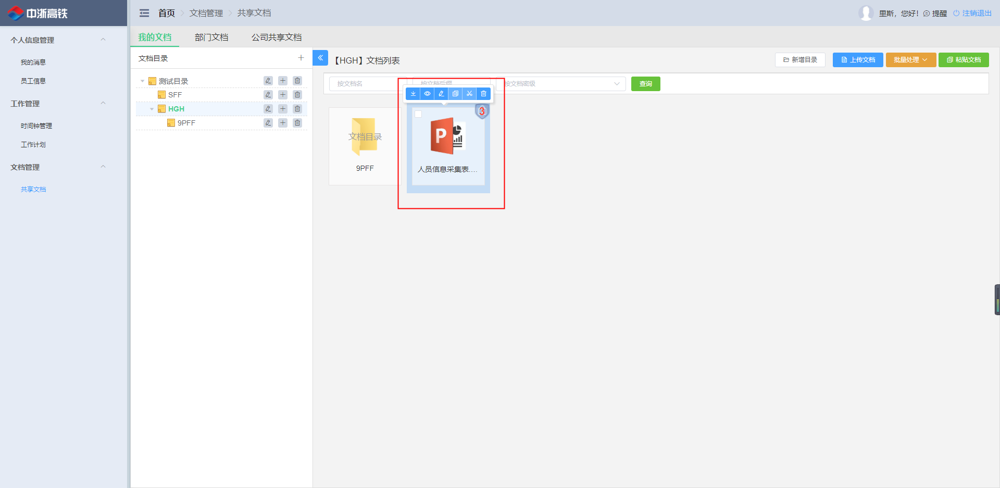 中浙高铁
首页 文档管理 共享文档
里斯，您好! 提醒 注销退出
个人信息管理
我的消息
员工信息
工作管理
时间钟管理
工作计划
文档管理
共享文档
我的文档 部门文档 公司共享文档
文档目录
测试目录
SFF
HGH
9PFF
【HGH】文档列表
新增目录 上传文档 批量处理 粘贴文档
按文档名 按文档后缀 按文档密级 查询
文档目录
9PFF
3
P
人员信息采集表....